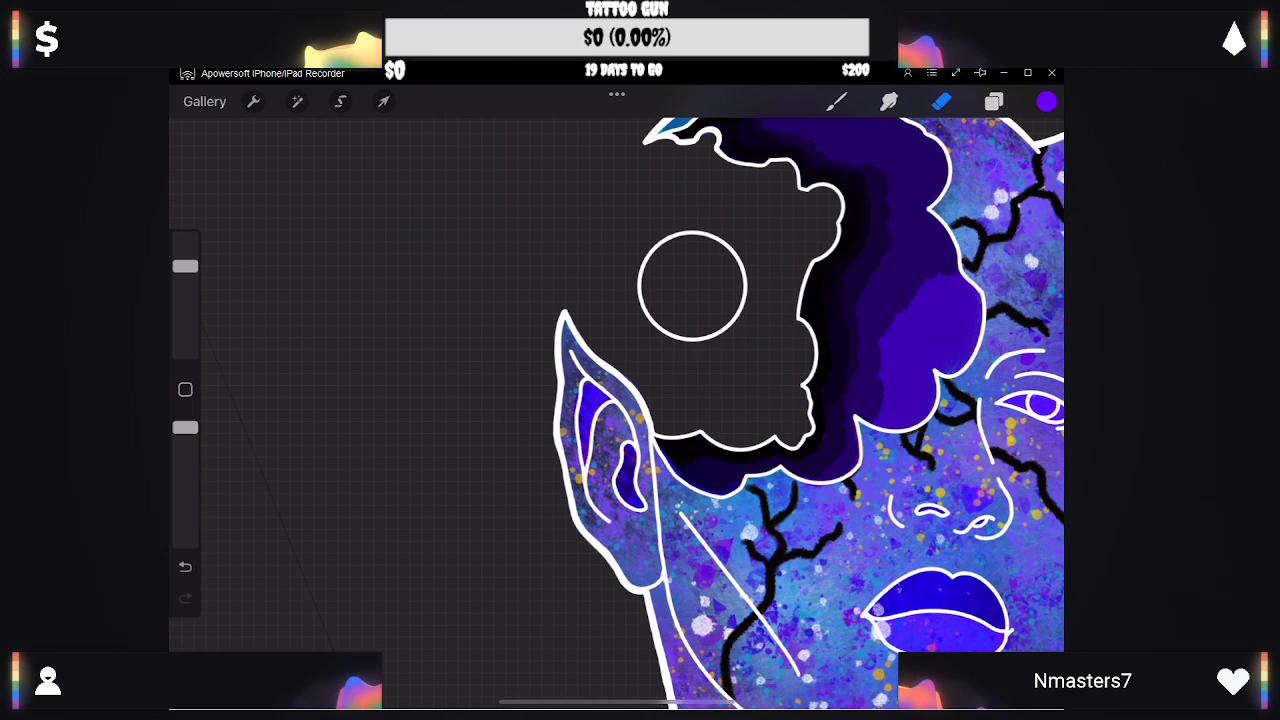 TATTOO GUN
$0 (0.00%)
$0 19 DAYS TO GO $200
Apowersoft iPhone/iPad Recorder
Gallery
Nmasters7